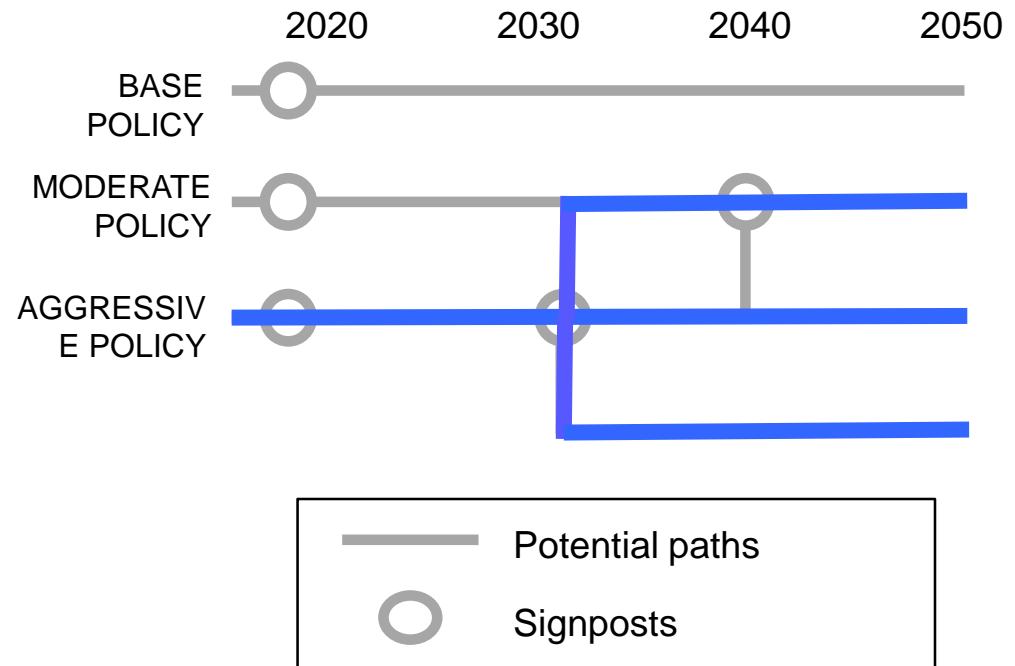 2020 2030 2040 2050
BASE
POLICY
MODERATE
POLICY
AGGRESSIV
E POLICY
Potential paths
Signposts